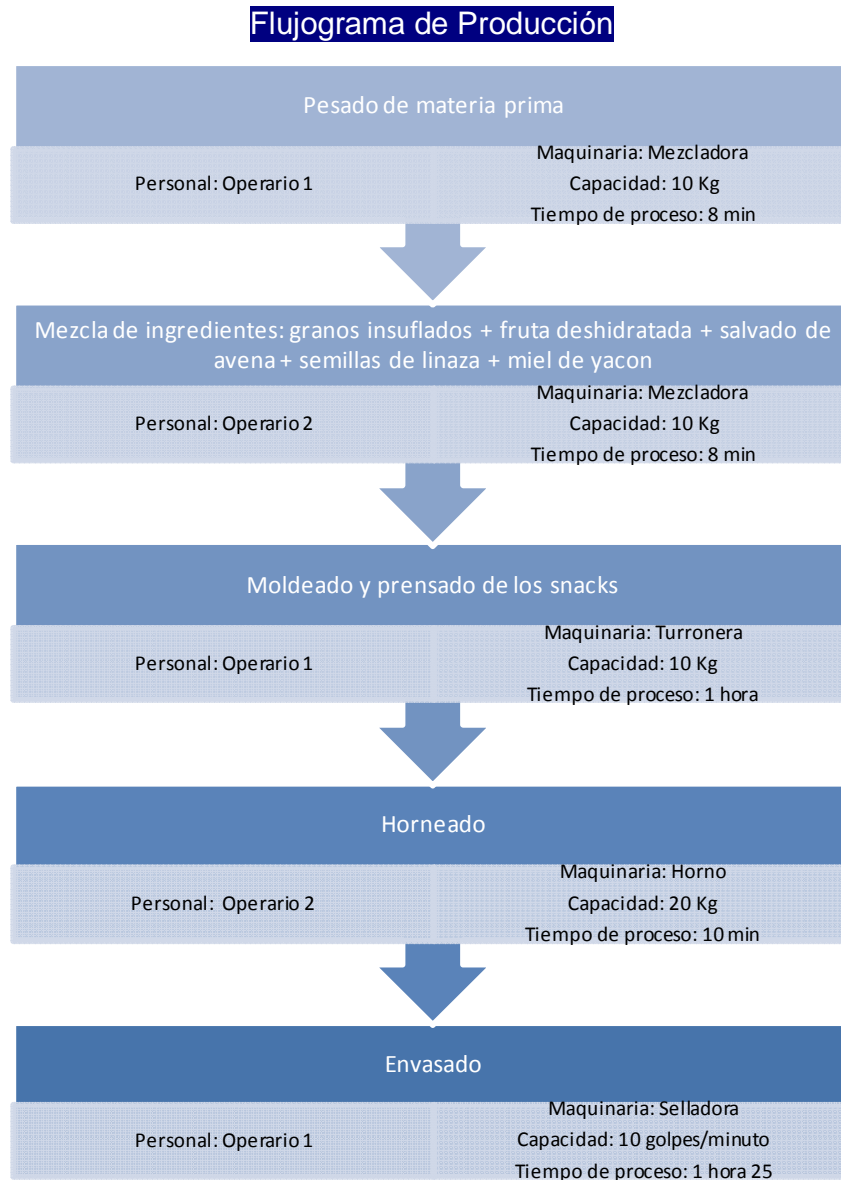 Flujograma de Producción
Pesado de materia prima
Personal: Operario 1
Maquinaria: Mezcladora
Capacidad: 10 Kg
Tiempo de proceso: 8 min
Mezcla de ingredientes: granos insuflados + fruta deshidratada + salvado de
avena + semillas de linaza + miel de yacon
Personal: Operario 2
Maquinaria: Mezcladora
Capacidad: 10 Kg
Tiempo de proceso: 8 min
Moldeado y prensado de los snacks
Personal: Operario 1
Maquinaria: Turronera
Capacidad: 10 Kg
Tiempo de proceso: 1 hora
Horneado
Personal: Operario 2
Maquinaria: Horno
Capacidad: 20 Kg
Tiempo de proceso: 10 min
Envasado
Personal: Operario 1
Maquinaria: Selladora
Capacidad: 10 golpes/minuto
Tiempo de proceso: 1 hora 25